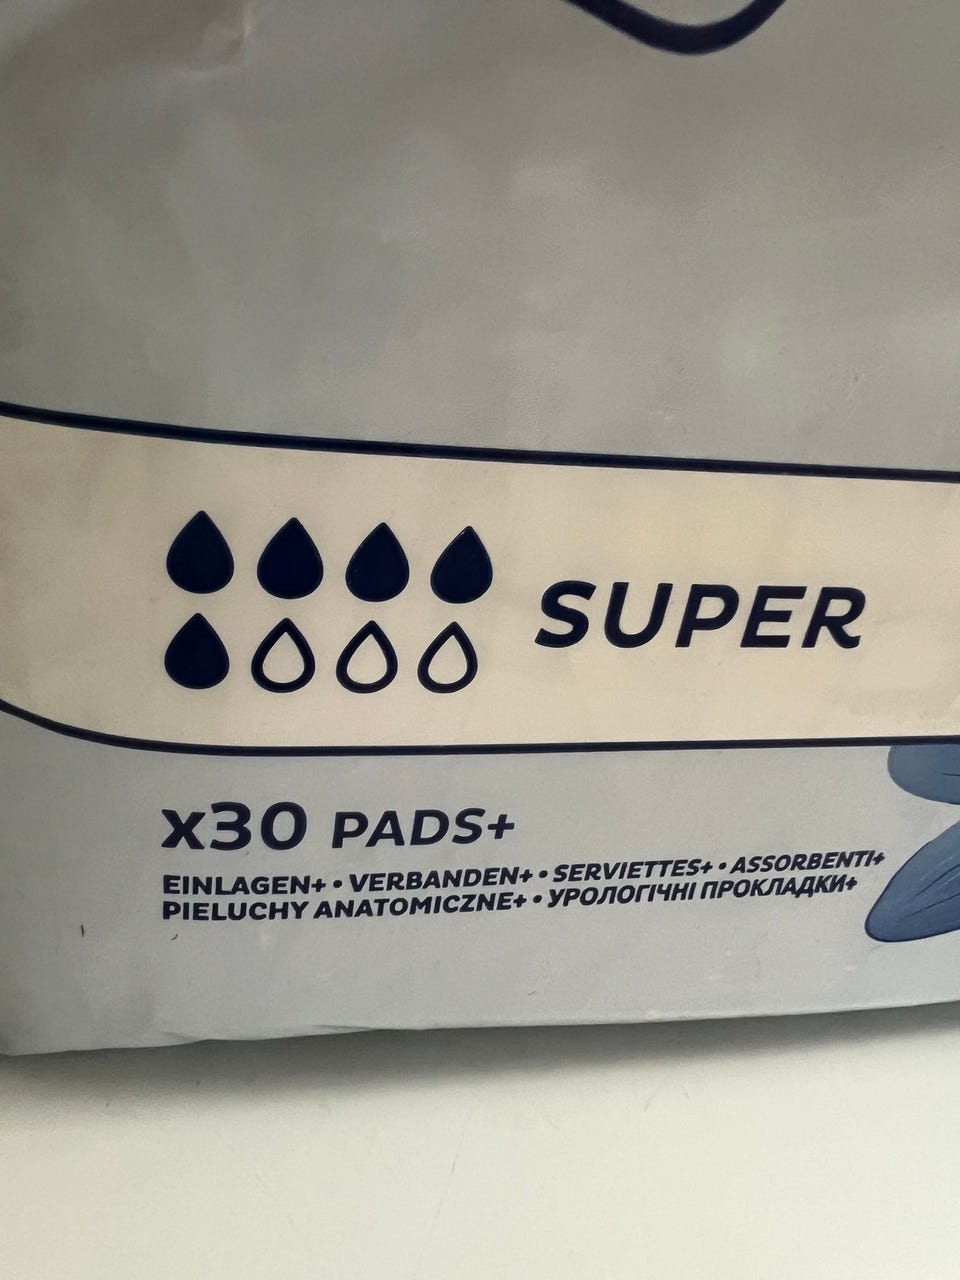 SUPER
x30 PADS+
EINLAGEN+ • VERBANDEN+ • SERVIETTES+ • ASSORBENTI+
PIELUCHY ANATOMICZNE+ • УРОЛОГІЧНІ ПРОКЛАДКИ+